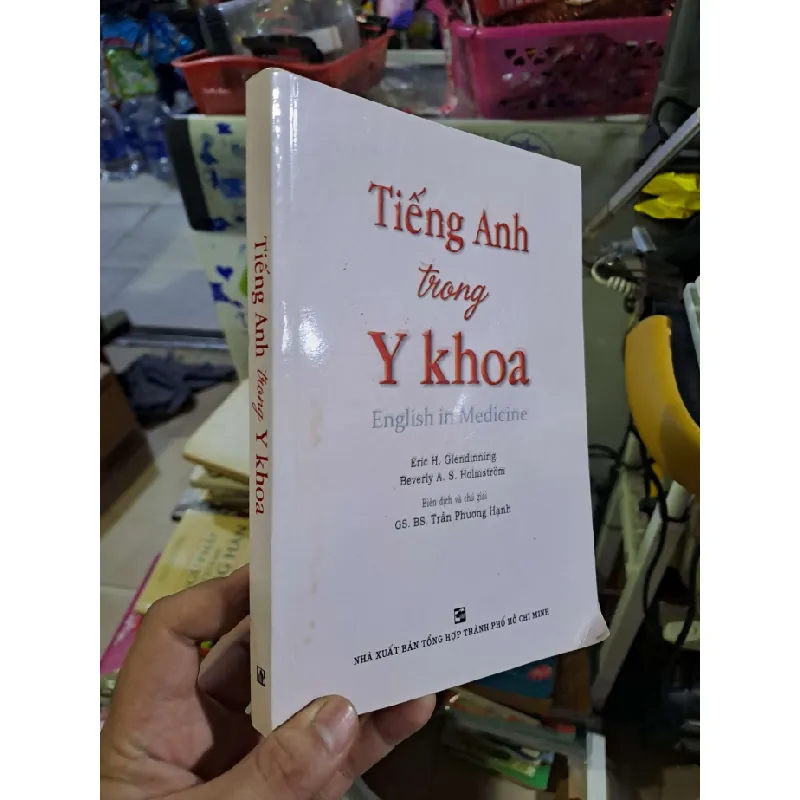 Tiếng Anh
trong
Y khoa
English in Medicine
Eric H. Glendinning
Beverly A. S. Holmström
Biên dịch và chú giải
GS. BS. Trần Phương Hạnh
NHÀ XUẤT BẢN TỔNG HỢP THÀNH PHỐ HỒ CHÍ MINH
Tiếng Anh trong Y khoa